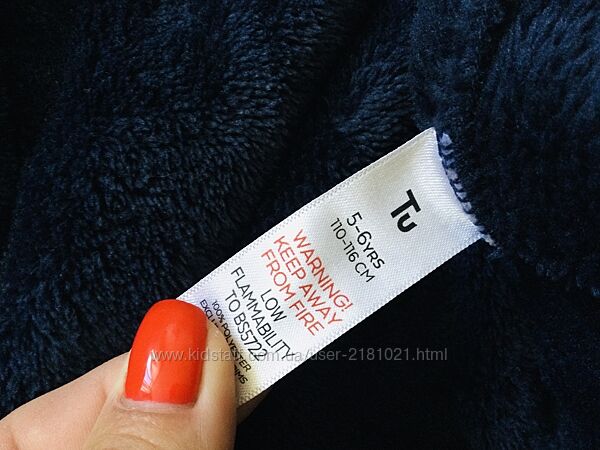 Tu
5-6YRS
110-116 CM
WARNING!
KEEP AWAY
FROM FIRE
LOW
FLAMMABILITY
TO BS5722
100% POLYESTER
www.kidstaff.com.ua/user-2181021.html